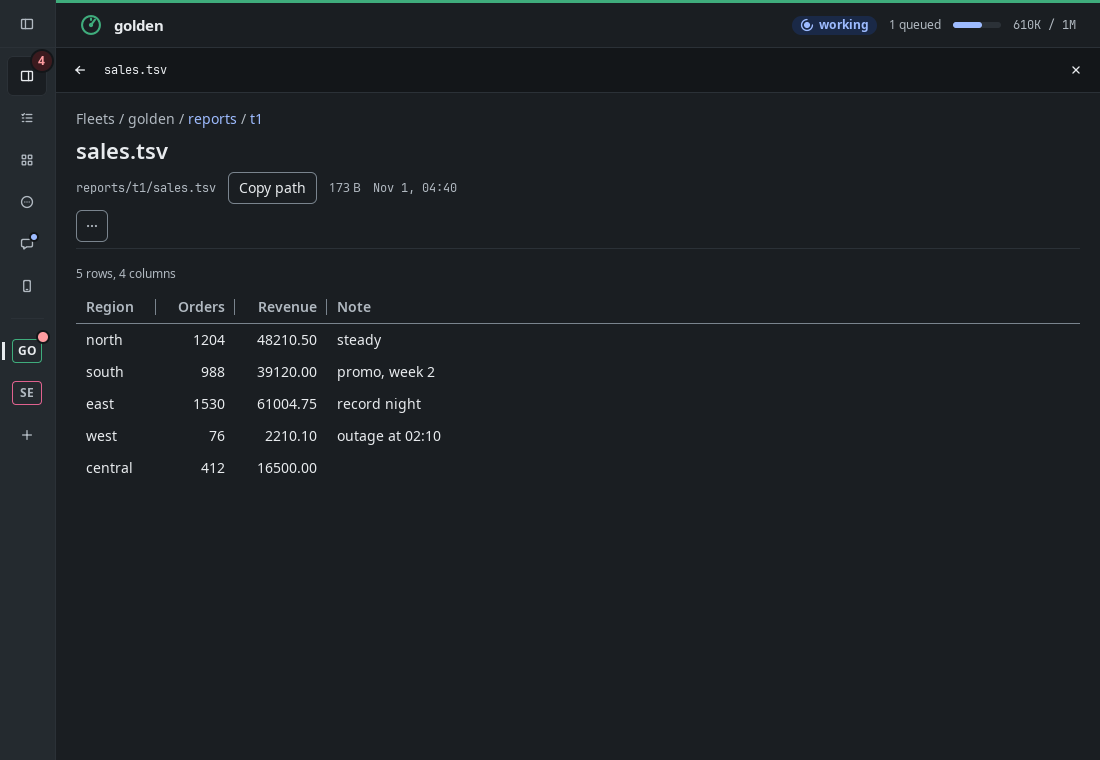 golden
working 1 queued 610K / 1M
4
sales.tsv
Fleets / golden / reports / t1
sales.tsv
reports/t1/sales.tsv Copy path 173 B Nov 1, 04:40
...
5 rows, 4 columns
Region Orders Revenue Note
north 1204 48210.50 steady
south 988 39120.00 promo, week 2
east 1530 61004.75 record night
west 76 2210.10 outage at 02:10
central 412 16500.00
GO
SE